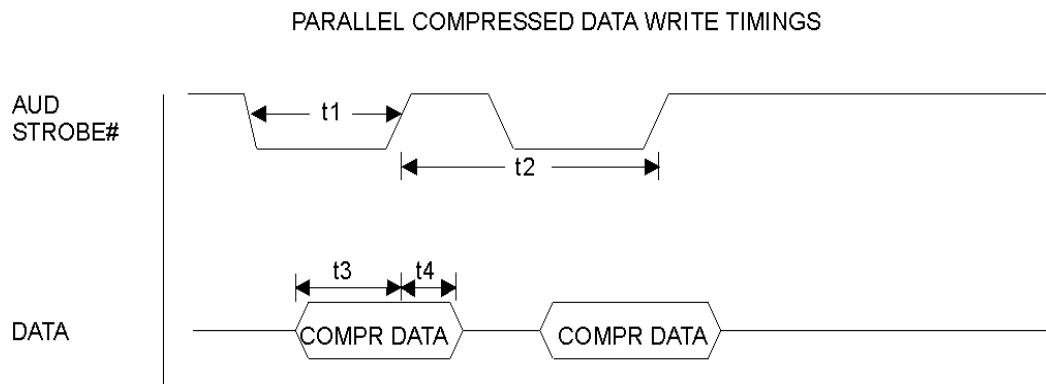 PARALLEL COMPRESSED DATA WRITE TIMINGS
AUD
STROBE#
t1
t2
t3
t4
DATA
COMPR DATA
COMPR DATA